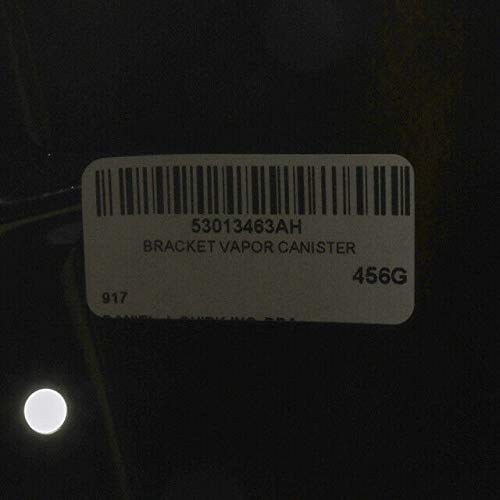 53013463AH
BRACKET VAPOR CANISTER
456G
917